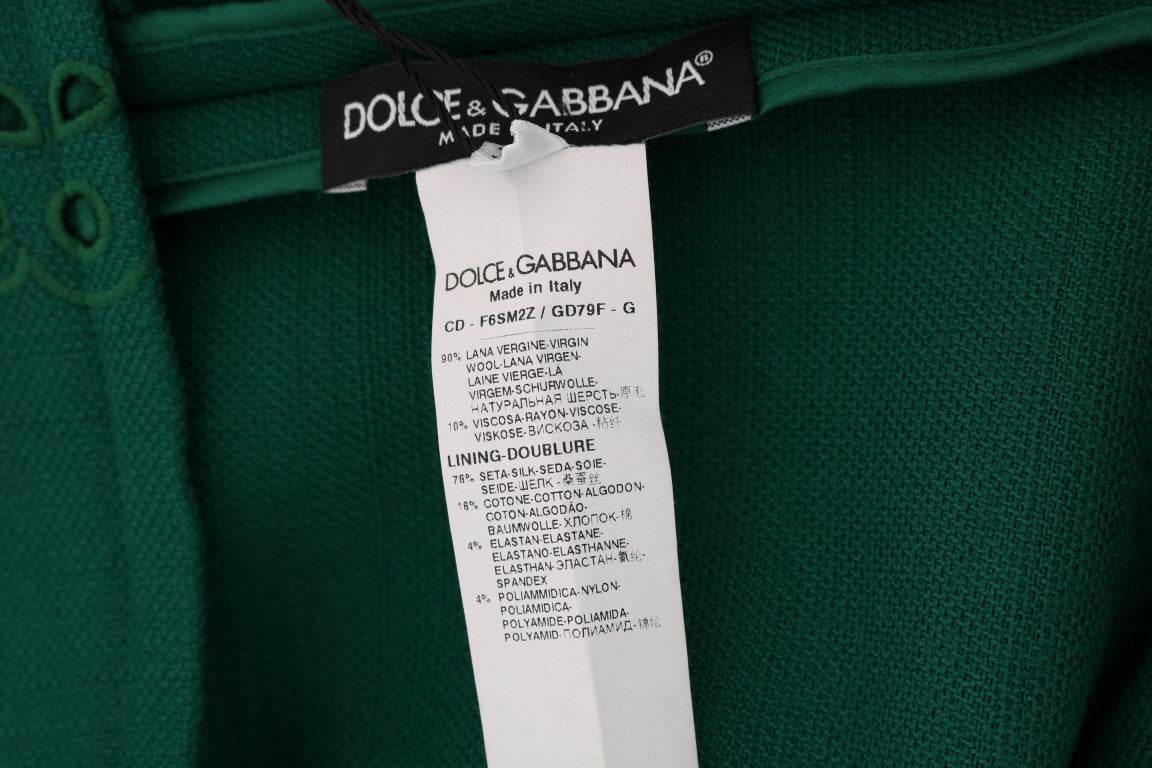 DOLCE & GABBANA®
MADE ITALY
DOLCE & GABBANA
Made in Italy
CD - F6SM2Z / GD79F - G
90% LANA VERGINE-VIRGIN
WOOL-LANA VIRGEN-
LAINE VIERGE-LÀ
VIRGEM-SCHURWOLLE-
НАТУРАЛЬНАЯ ШЕРСТЬ-原毛
10% VISCOSA-RAYON-VISCOSE-
VISKOSE-ВИСКОЗА -粘纤
LINING-DOUBLURE
76% SETA-SILK-SEDA-SOIE-
SEIDE-ШЕЛК -桑蚕丝
16% COTONE-COTTON-ALGODON-
COTON-ALGODÃO-
BAUMWOLLE-ХЛОПОК-棉
4% ELASTAN-ELASTANE-
ELASTANO-ELASTHANNE-
ELASTHAN-ЭЛАСТАН-氨纶-
SPANDEX
4% POLIAMMIDICA-NYLON-
POLIAMIDICA-
POLYAMIDE-POLIAMIDA-
POLYAMID-ПОЛИАМИД-锦纶